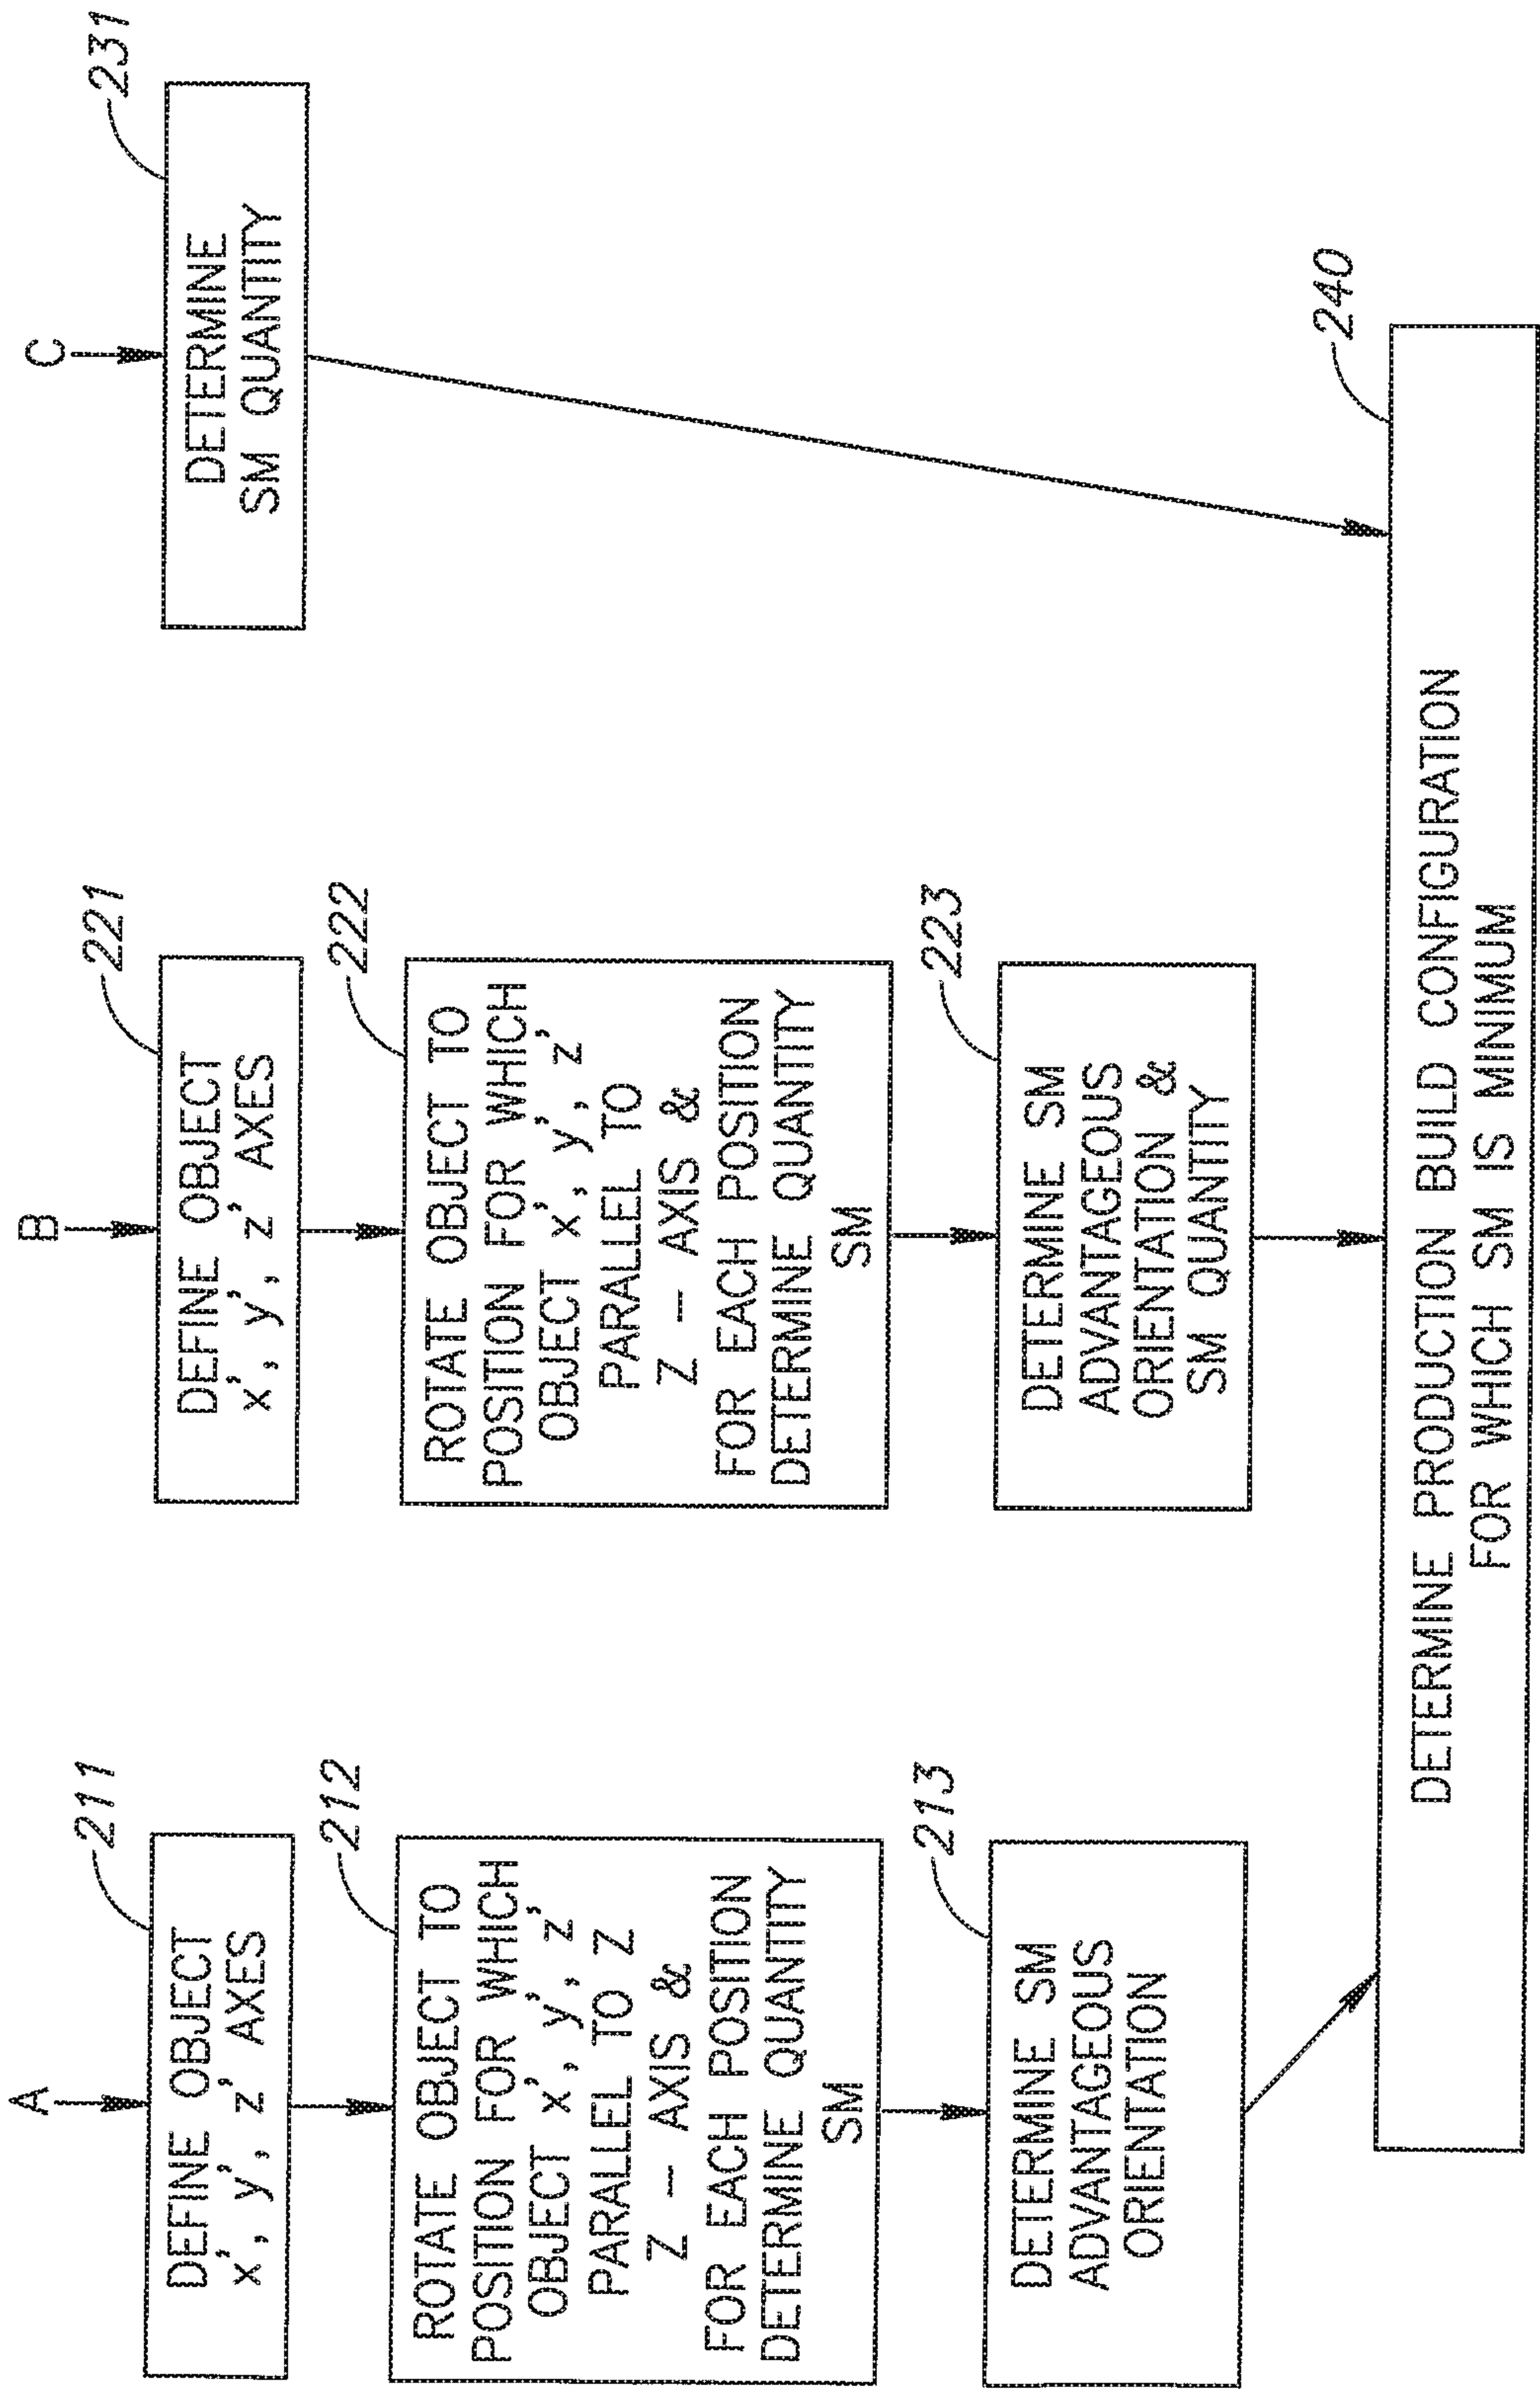 A
211
DEFINE OBJECT
x', y', z' AXES
212
ROTATE OBJECT TO
POSITION FOR WHICH
OBJECT x', y', z'
PARALLEL TO Z
Z – AXIS &
FOR EACH POSITION
DETERMINE QUANTITY
SM
213
DETERMINE SM
ADVANTAGEOUS
ORIENTATION
B
221
DEFINE OBJECT
x', y', z' AXES
222
ROTATE OBJECT TO
POSITION FOR WHICH
OBJECT x', y', z'
PARALLEL TO
Z – AXIS &
FOR EACH POSITION
DETERMINE QUANTITY
SM
223
DETERMINE SM
ADVANTAGEOUS
ORIENTATION &
SM QUANTITY
C
231
DETERMINE
SM QUANTITY
240
DETERMINE PRODUCTION BUILD CONFIGURATION
FOR WHICH SM IS MINIMUM